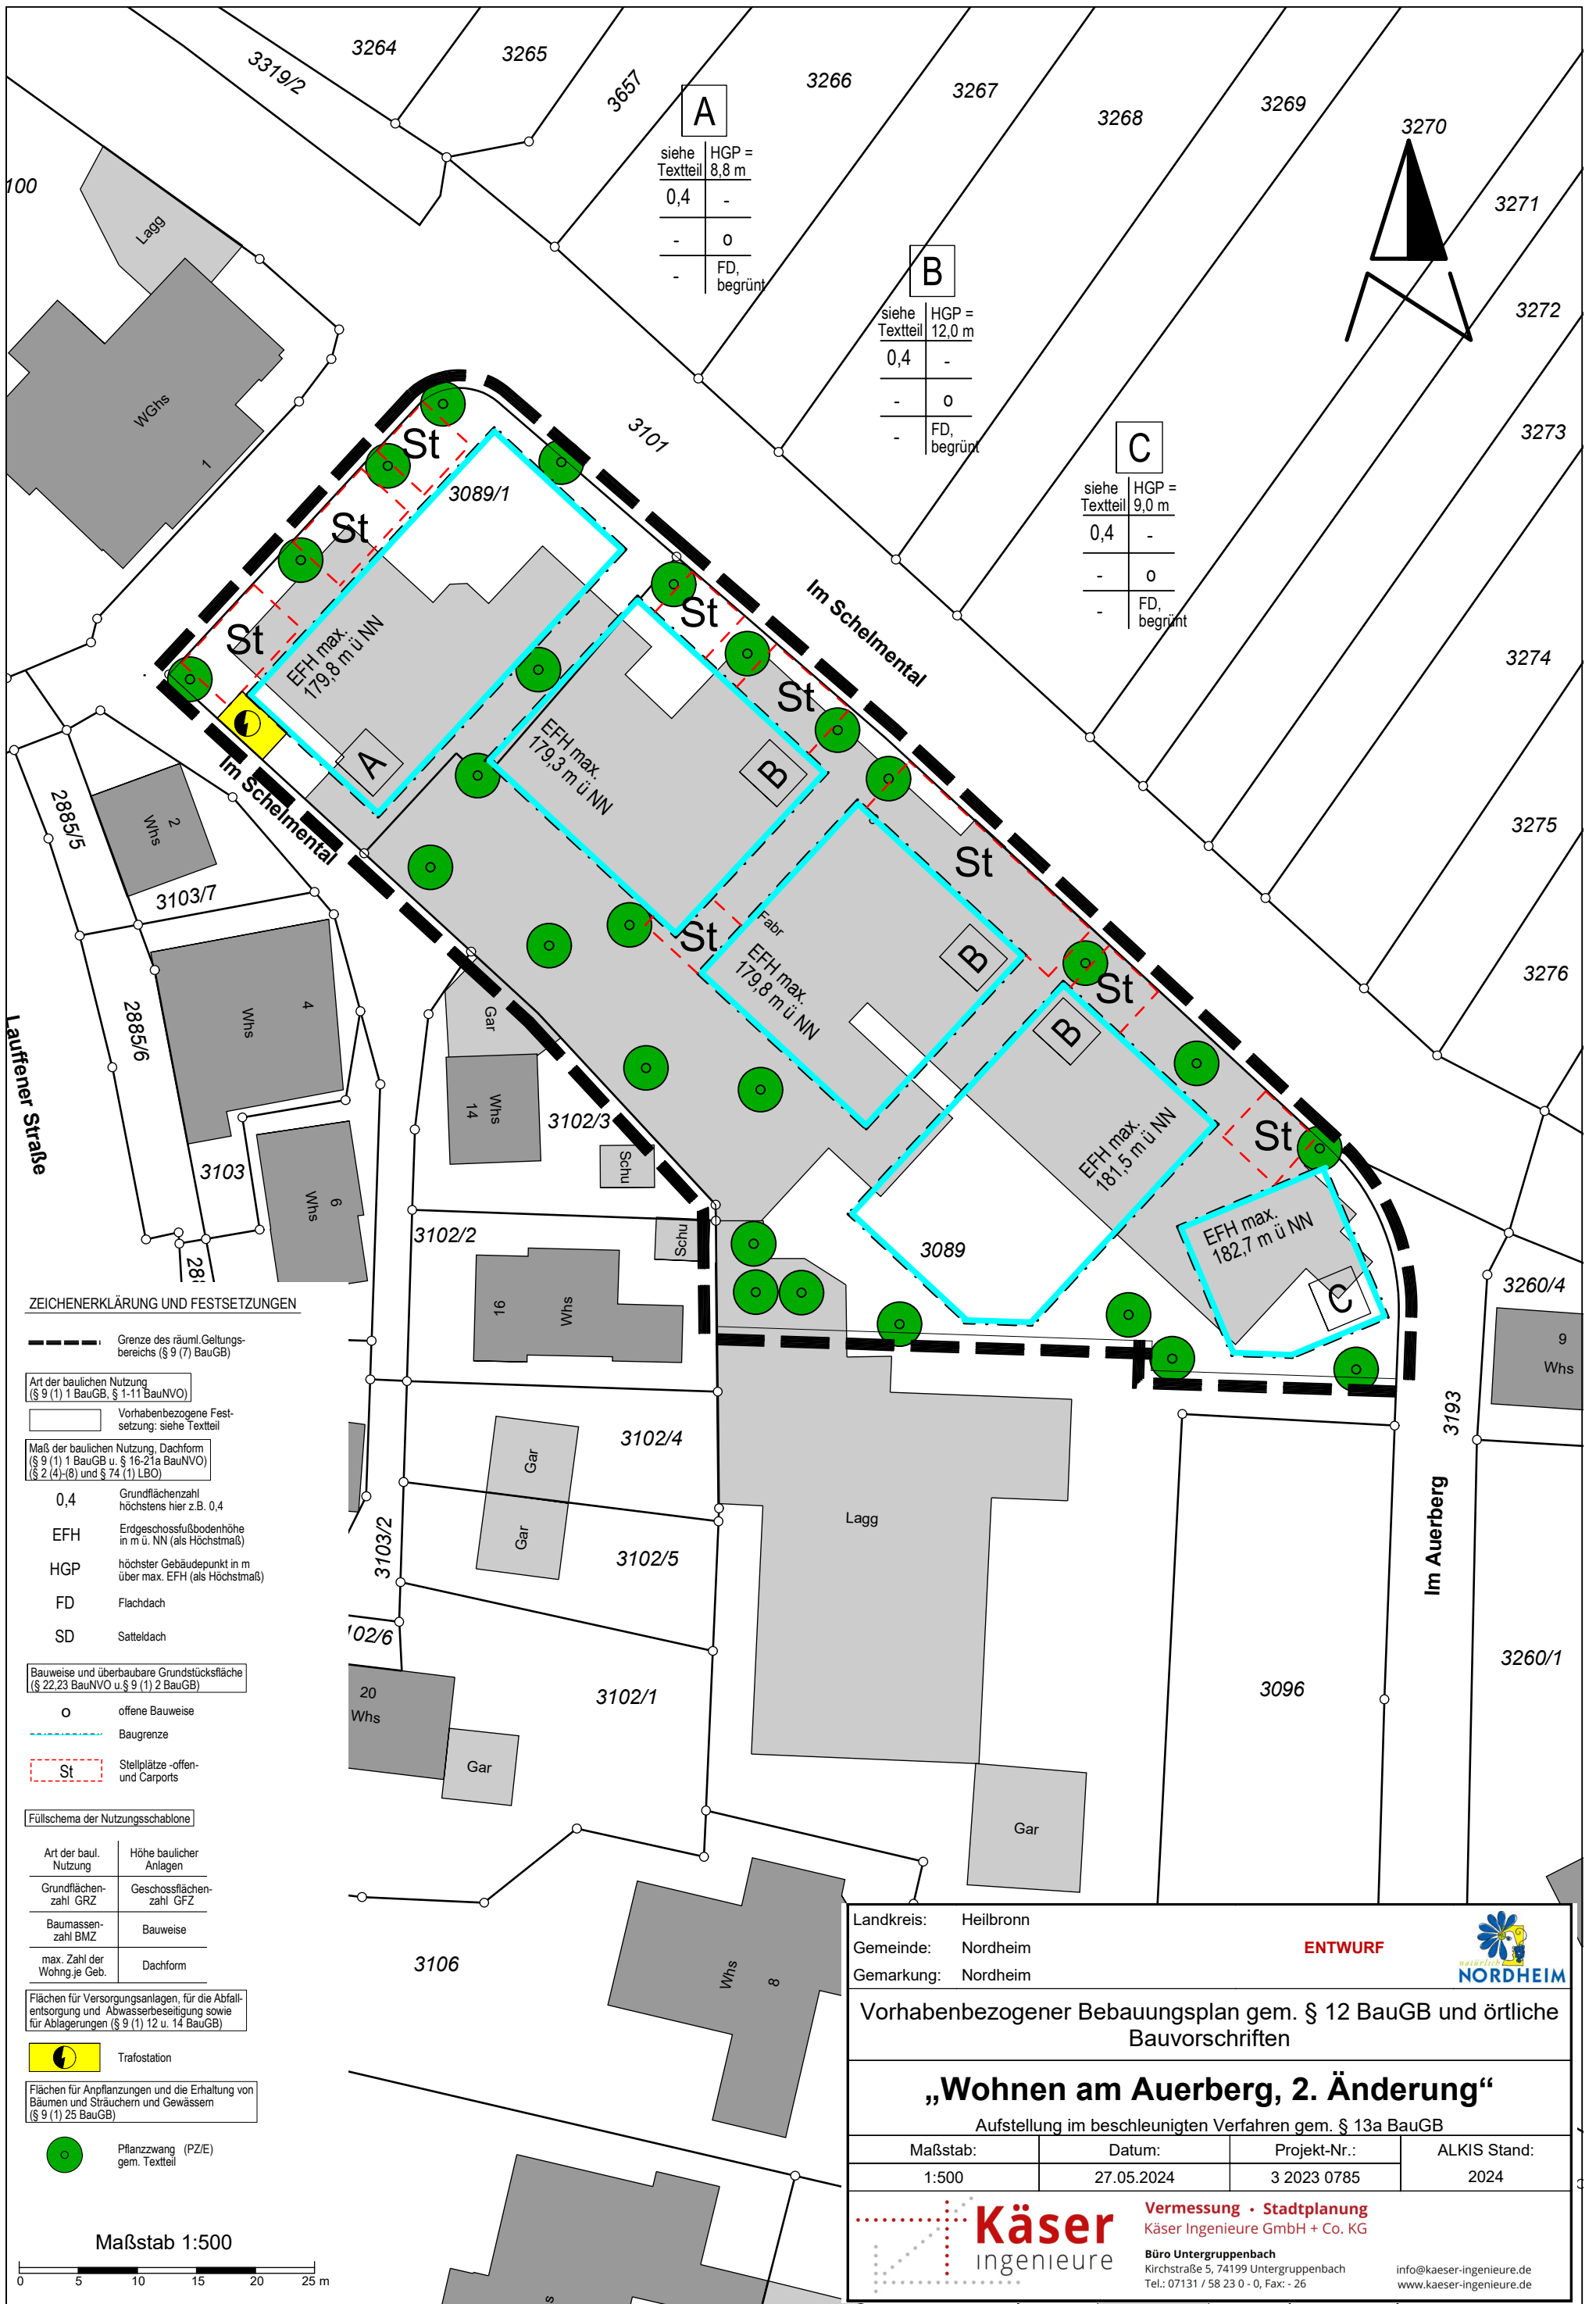 3264
3265
3319/2
3657
3266
3267
3268
3269
3270
3271
3272
3273
3274
3275
3276
100
Lagg
WGhs
1
A
siehe
Textteil
HGP =
8,8 m
0,4
-
-
o
-
FD,
begrünt
B
siehe
Textteil
HGP =
12,0 m
0,4
-
-
o
-
FD,
begrünt
C
siehe
Textteil
HGP =
9,0 m
0,4
-
-
o
-
FD,
begrünt
3101
3089/1
St
St
St
St
St
St
St
St
St
Im Schelmental
Im Schelmental
EFH max.
179,8 m ü NN
A
EFH max.
179,3 m ü NN
B
Fabr
EFH max.
179,8 m ü NN
B
EFH max.
181,5 m ü NN
B
EFH max.
182,7 m ü NN
C
3089
2885/5
2
Whs
3103/7
2885/6
Whs
4
Lauffener Straße
3103
6
Whs
Gar
Whs
14
3102/3
Schu
Schu
3102/2
16
Whs
3102/4
Gar
Gar
3103/2
3102/5
3102/1
20
Whs
Gar
Lagg
Gar
3096
3193
Im Auerberg
3260/4
9
Whs
3260/1
3106
Whs
8
ZEICHENERKLÄRUNG UND FESTSETZUNGEN
Grenze des räuml.Geltungs-
bereichs (§ 9 (7) BauGB)
Art der baulichen Nutzung
(§ 9 (1) 1 BauGB, § 1-11 BauNVO)
Vorhabenbezogene Fest-
setzung: siehe Textteil
Maß der baulichen Nutzung, Dachform
(§ 9 (1) 1 BauGB u. § 16-21a BauNVO)
(§ 2 (4)-(8) und § 74 (1) LBO)
0,4
Grundflächenzahl
höchstens hier z.B. 0,4
EFH
Erdgeschossfußbodenhöhe
in m ü. NN (als Höchstmaß)
HGP
höchster Gebäudepunkt in m
über max. EFH (als Höchstmaß)
FD
Flachdach
SD
Satteldach
Bauweise und überbaubare Grundstücksfläche
(§ 22,23 BauNVO u.§ 9 (1) 2 BauGB)
o
offene Bauweise
Baugrenze
St
Stellplätze -offen-
und Carports
Füllschema der Nutzungsschablone
Art der baul.
Nutzung
Höhe baulicher
Anlagen
Grundflächen-
zahl GRZ
Geschossflächen-
zahl GFZ
Baumassen-
zahl BMZ
Bauweise
max. Zahl der
Wohng.je Geb.
Dachform
Flächen für Versorgungsanlagen, für die Abfall-
entsorgung und Abwasserbeseitigung sowie
für Ablagerungen (§ 9 (1) 12 u. 14 BauGB)
Trafostation
Flächen für Anpflanzungen und die Erhaltung von
Bäumen und Sträuchern und Gewässern
(§ 9 (1) 25 BauGB)
Pflanzzwang (PZ/E)
gem. Textteil
Maßstab 1:500
0 5 10 15 20 25 m
Landkreis: Heilbronn
Gemeinde: Nordheim
Gemarkung: Nordheim
ENTWURF
natürlich
NORDHEIM
Vorhabenbezogener Bebauungsplan gem. § 12 BauGB und örtliche
Bauvorschriften
„Wohnen am Auerberg, 2. Änderung“
Aufstellung im beschleunigten Verfahren gem. § 13a BauGB
Maßstab: Datum: Projekt-Nr.: ALKIS Stand:
1:500 27.05.2024 3 2023 0785 2024
Käser
ingenieure
Vermessung • Stadtplanung
Käser Ingenieure GmbH + Co. KG
Büro Untergruppenbach
Kirchstraße 5, 74199 Untergruppenbach
Tel.: 07131 / 58 23 0 - 0, Fax: - 26
info@kaeser-ingenieure.de
www.kaeser-ingenieure.de